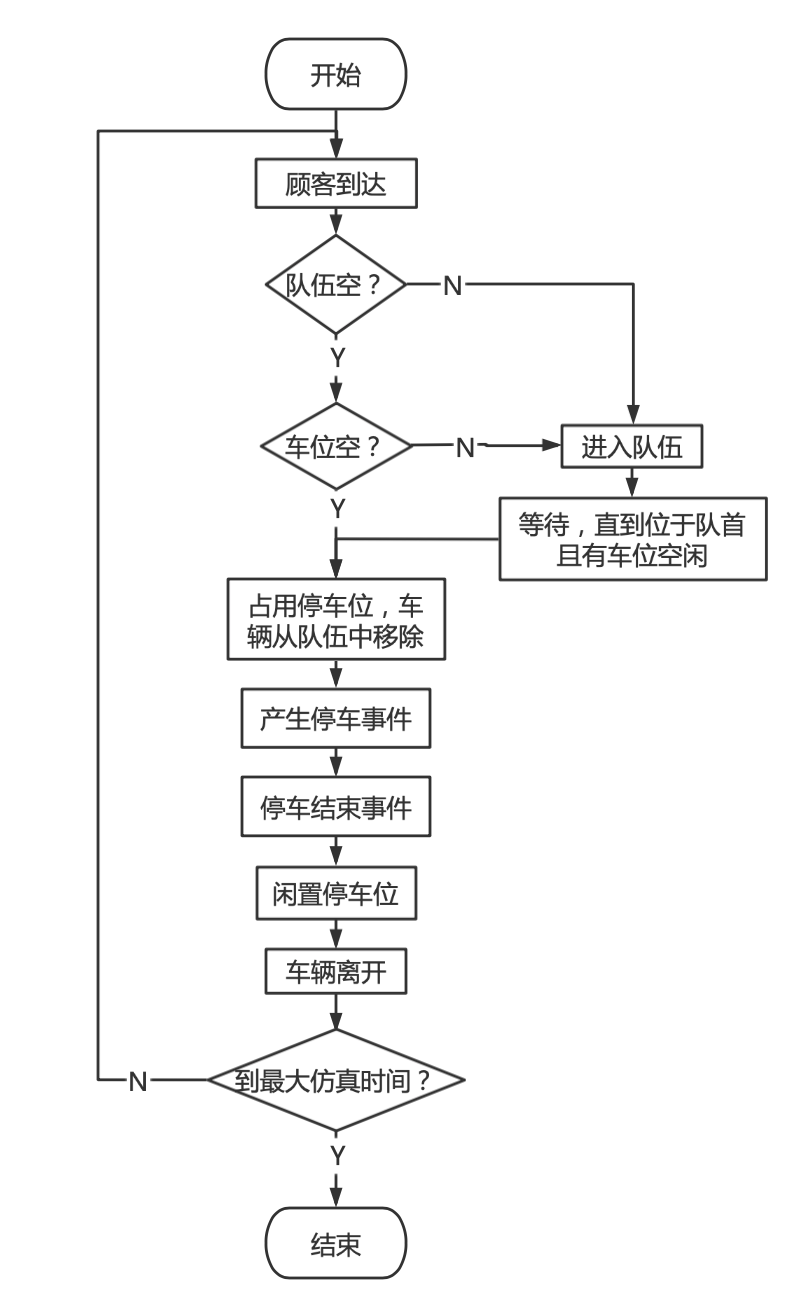 开始
顾客到达
队伍空？
N
Y
车位空？
N
进入队伍
Y
等待，直到位于队首
且有车位空闲
占用停车位，车
辆从队伍中移除
产生停车事件
停车结束事件
闲置停车位
车辆离开
到最大仿真时间？
N
Y
结束